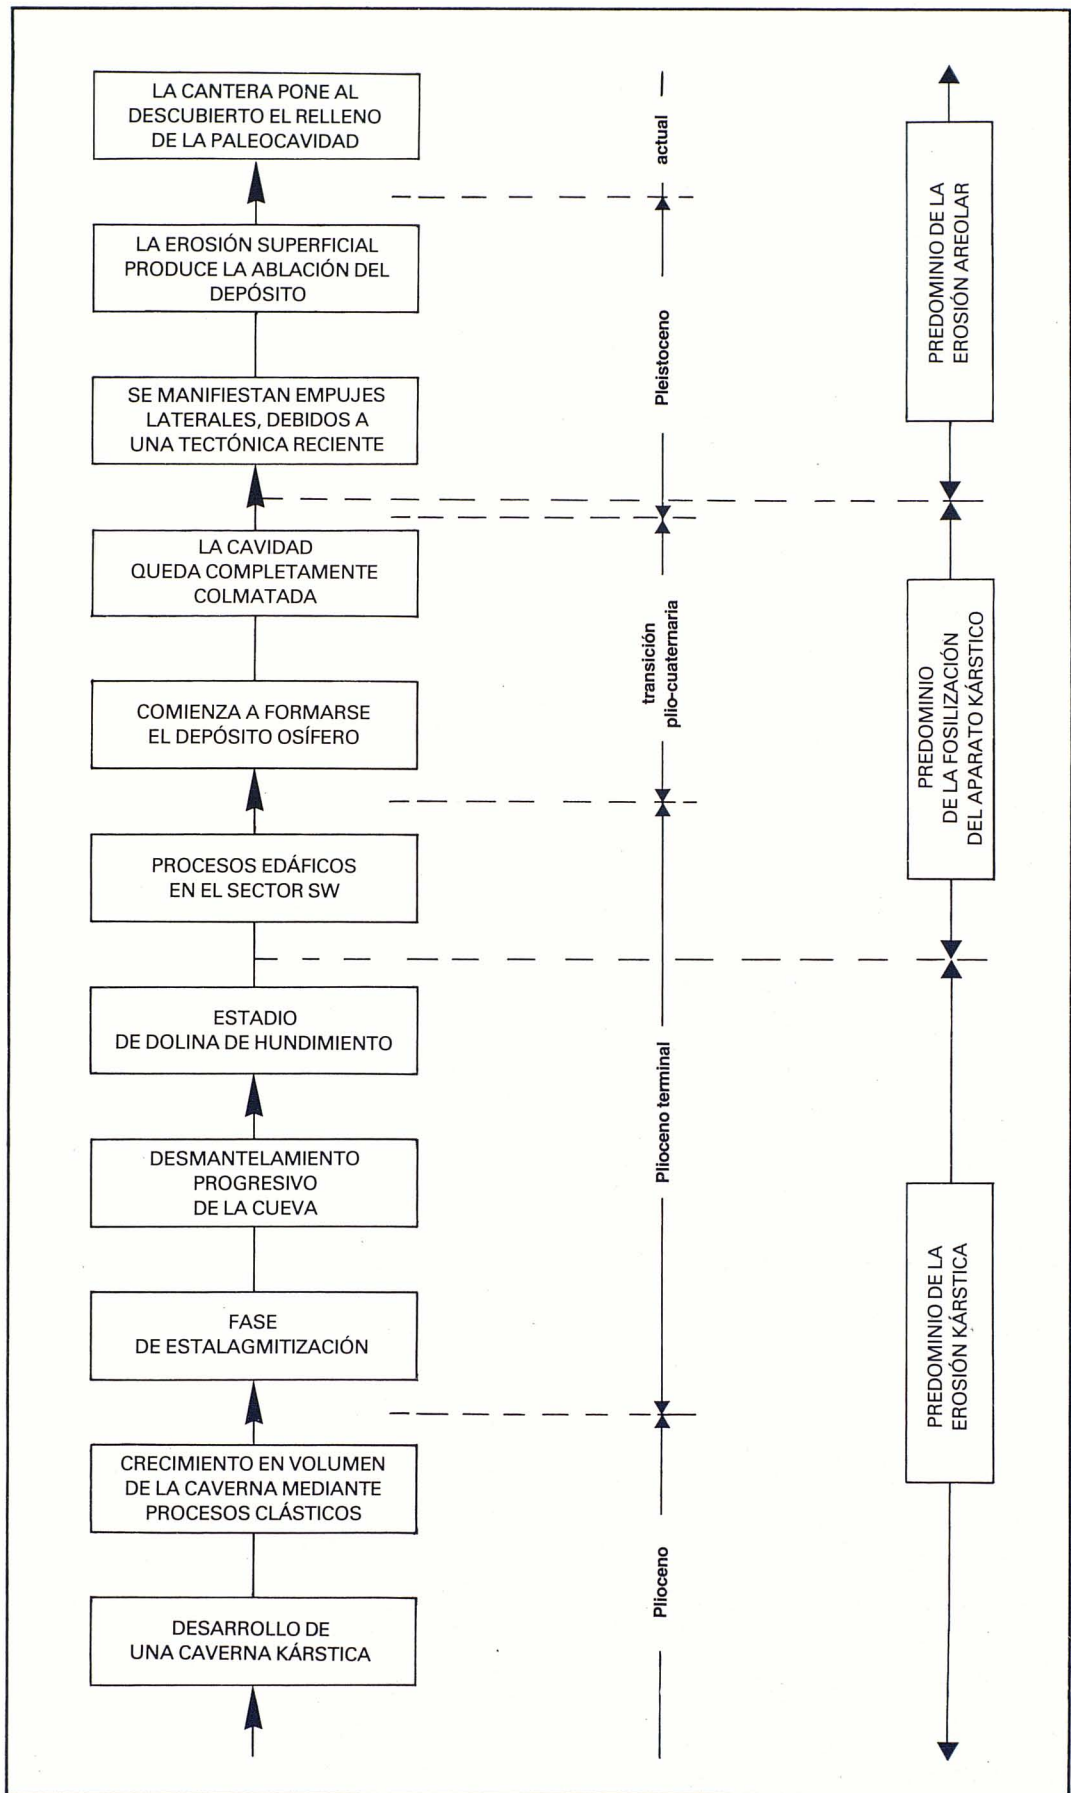 LA CANTERA PONE AL
DESCUBIERTO EL RELLENO
DE LA PALEOCAVIDAD
LA EROSIÓN SUPERFICIAL
PRODUCE LA ABLACIÓN DEL
DEPÓSITO
SE MANIFIESTAN EMPUJES
LATERALES, DEBIDOS A
UNA TECTÓNICA RECIENTE
LA CAVIDAD
QUEDA COMPLETAMENTE
COLMATADA
COMIENZA A FORMARSE
EL DEPÓSITO OSÍFERO
PROCESOS EDÁFICOS
EN EL SECTOR SW
ESTADIO
DE DOLINA DE HUNDIMIENTO
DESMANTELAMIENTO
PROGRESIVO
DE LA CUEVA
FASE
DE ESTALAGMITIZACIÓN
CRECIMIENTO EN VOLUMEN
DE LA CAVERNA MEDIANTE
PROCESOS CLÁSTICOS
DESARROLLO DE
UNA CAVERNA KÁRSTICA
actual
Pleistoceno
transición
plio-cuaternaria
Plioceno terminal
Plioceno
PREDOMINIO DE LA
EROSIÓN AREOLAR
PREDOMINIO
DE LA FOSILIZACIÓN
DEL APARATO KÁRSTICO
PREDOMINIO DE LA
EROSIÓN KÁRSTICA